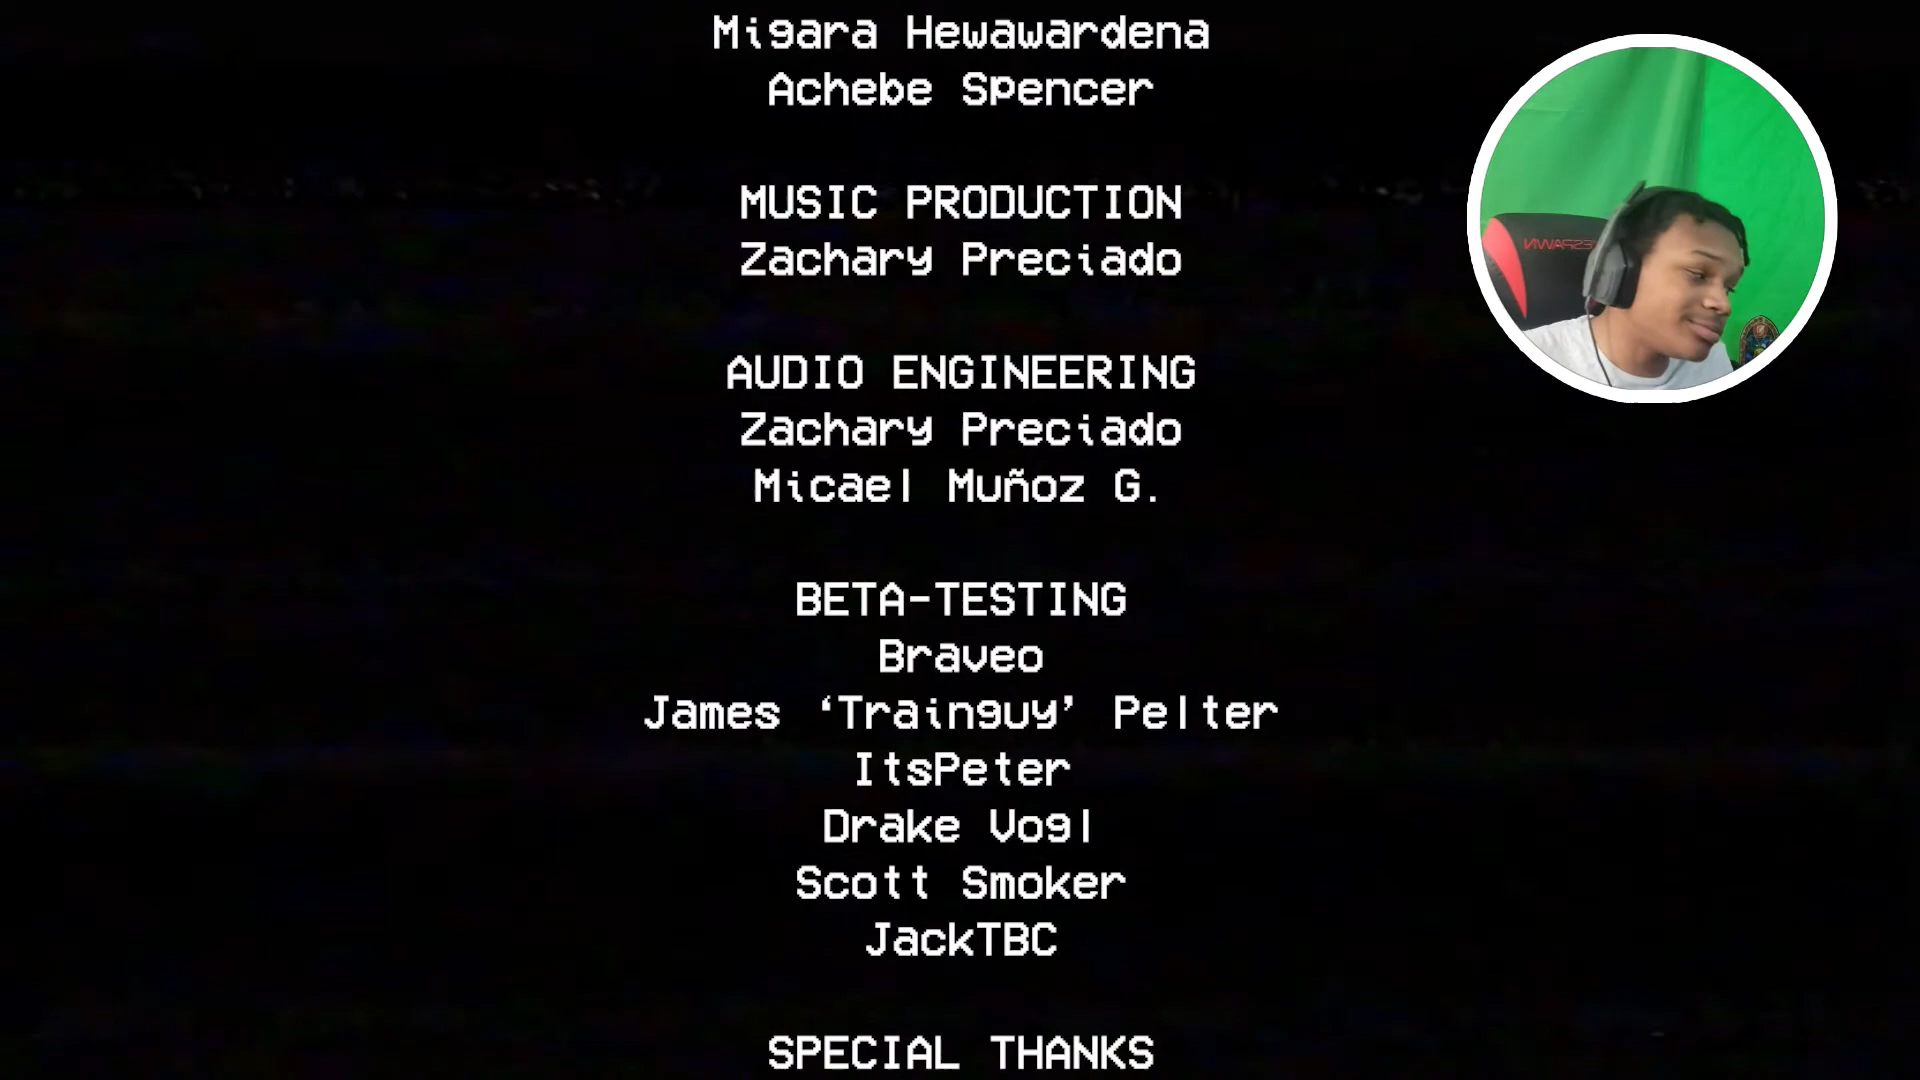 Migara Hewawardena
Achebe Spencer
MUSIC PRODUCTION
Zachary Preciado
AUDIO ENGINEERING
Zachary Preciado
Micael Muñoz G.
BETA-TESTING
Braveo
James ‘Trainguy’ Pelter
ItsPeter
Drake Vogl
Scott Smoker
JackTBC
SPECIAL THANKS
RESPAWN